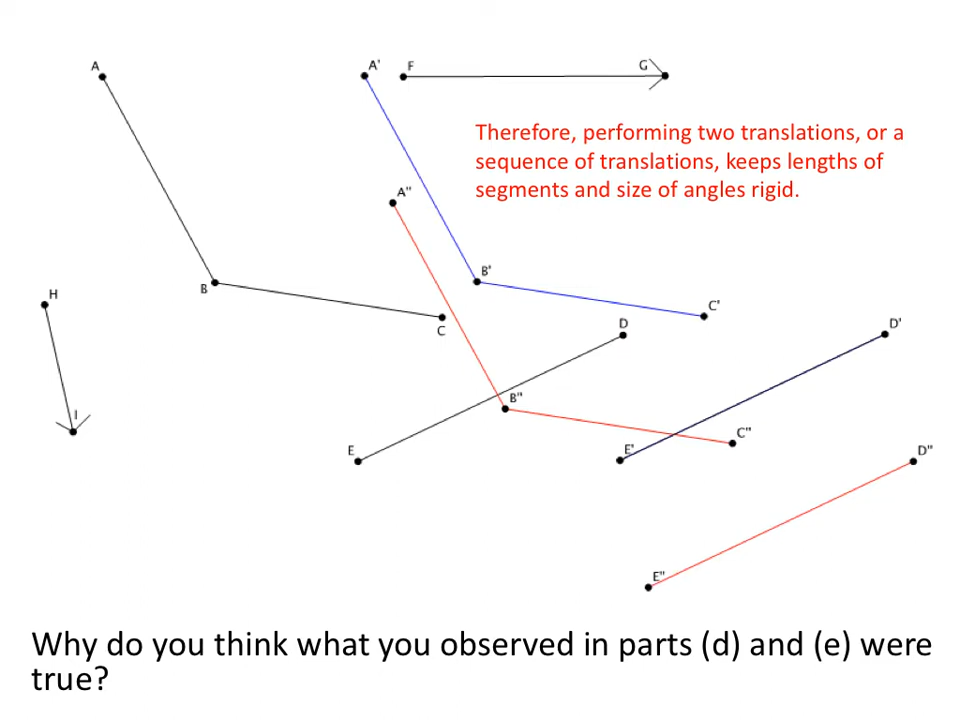 A
A'
F
G
Therefore, performing two translations, or a
sequence of translations, keeps lengths of
segments and size of angles rigid.
A"
B'
B
H
C'
C
D
D'
B"
I
C"
E
E'
D"
E"
Why do you think what you observed in parts (d) and (e) were
true?